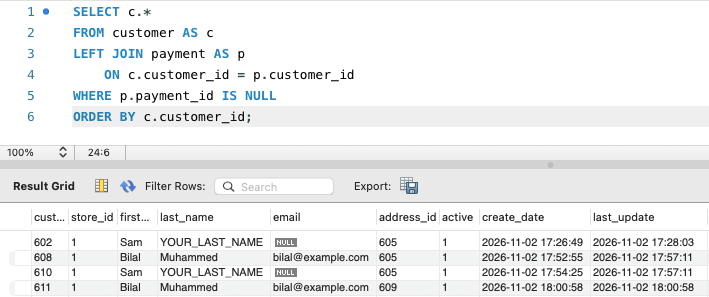 1 SELECT c.*
2 FROM customer AS c
3 LEFT JOIN payment AS p
4 ON c.customer_id = p.customer_id
5 WHERE p.payment_id IS NULL
6 ORDER BY c.customer_id;
100% 24:6
Result Grid Filter Rows: Search Export:
cust... store_id first... last_name email address_id active create_date last_update
602 1 Sam YOUR_LAST_NAME NULL 605 1 2026-11-02 17:26:49 2026-11-02 17:28:03
608 1 Bilal Muhammed bilal@example.com 605 1 2026-11-02 17:52:55 2026-11-02 17:57:11
610 1 Sam YOUR_LAST_NAME NULL 605 1 2026-11-02 17:54:25 2026-11-02 17:57:11
611 1 Bilal Muhammed bilal@example.com 609 1 2026-11-02 18:00:58 2026-11-02 18:00:58